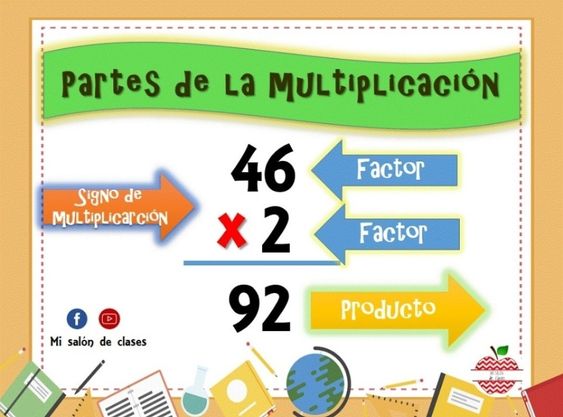 Partes de la Multiplicación
46
Factor
Signo de
Multiplicarción
x 2
Factor
92
Producto
Mi salón de clases